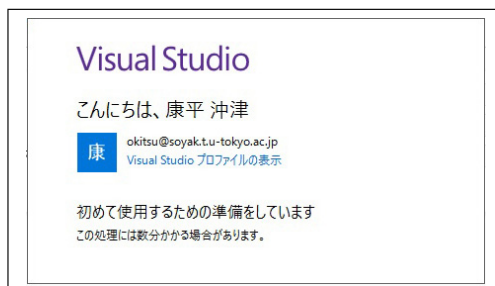 Visual Studio
こんにちは、康平 沖津
康
okitsu@soyak.t.u-tokyo.ac.jp
Visual Studio プロファイルの表示
初めて使用するための準備をしています
この処理には数分かかる場合があります。